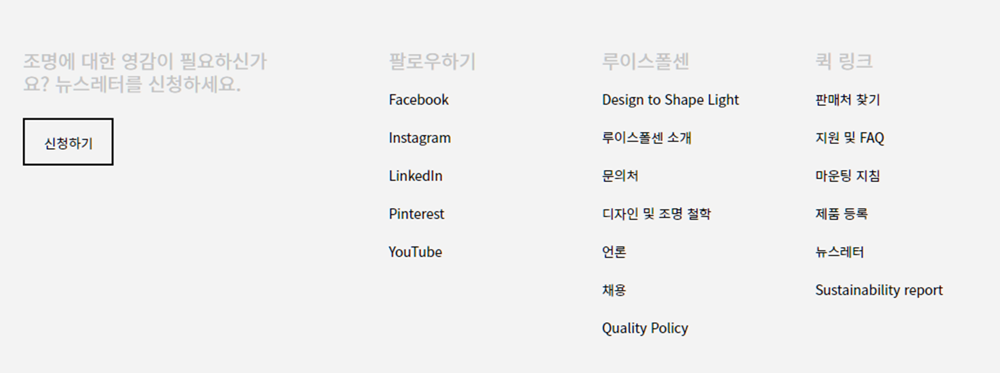 조명에 대한 영감이 필요하신가
요? 뉴스레터를 신청하세요.
신청하기
팔로우하기
Facebook
Instagram
LinkedIn
Pinterest
YouTube
루이스폴센
Design to Shape Light
루이스폴센 소개
문의처
디자인 및 조명 철학
언론
채용
Quality Policy
퀵 링크
판매처 찾기
지원 및 FAQ
마운팅 지침
제품 등록
뉴스레터
Sustainability report